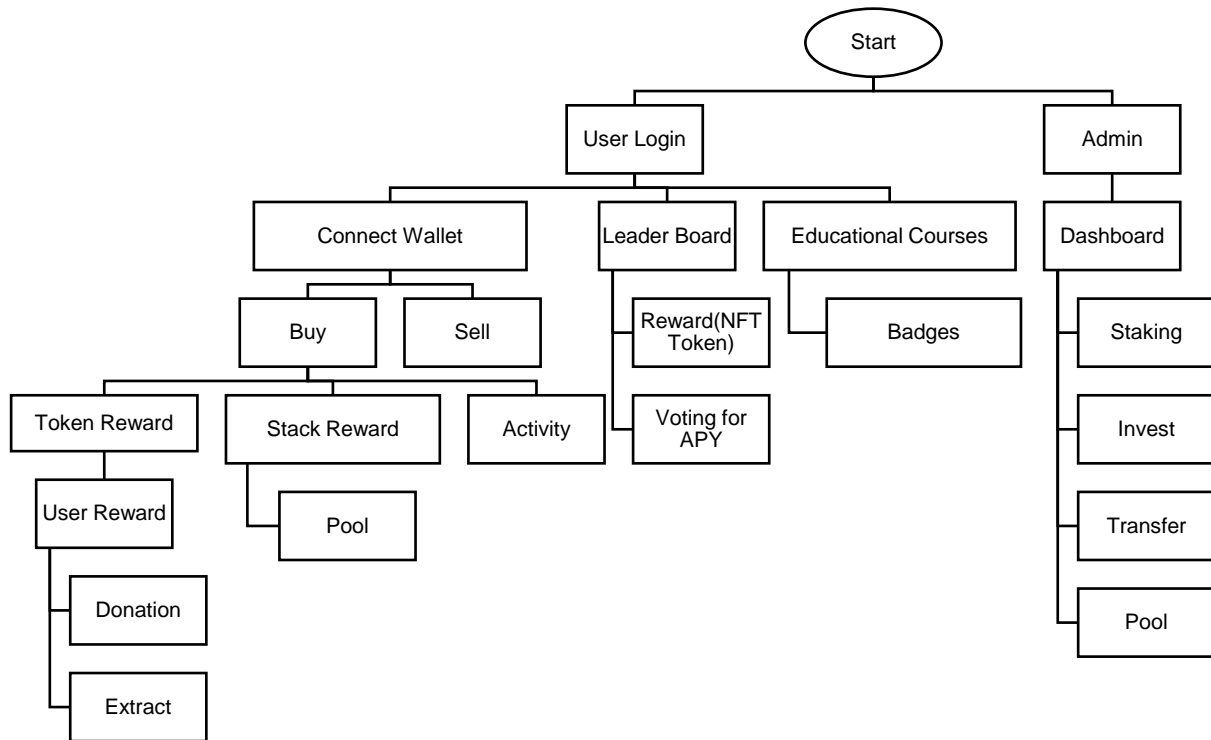 Start
User Login
Admin
Connect Wallet
Leader Board
Educational Courses
Dashboard
Buy
Sell
Reward(NFT
Token)
Badges
Staking
Token Reward
Stack Reward
Activity
Voting for
APY
Invest
User Reward
Pool
Transfer
Donation
Pool
Extract